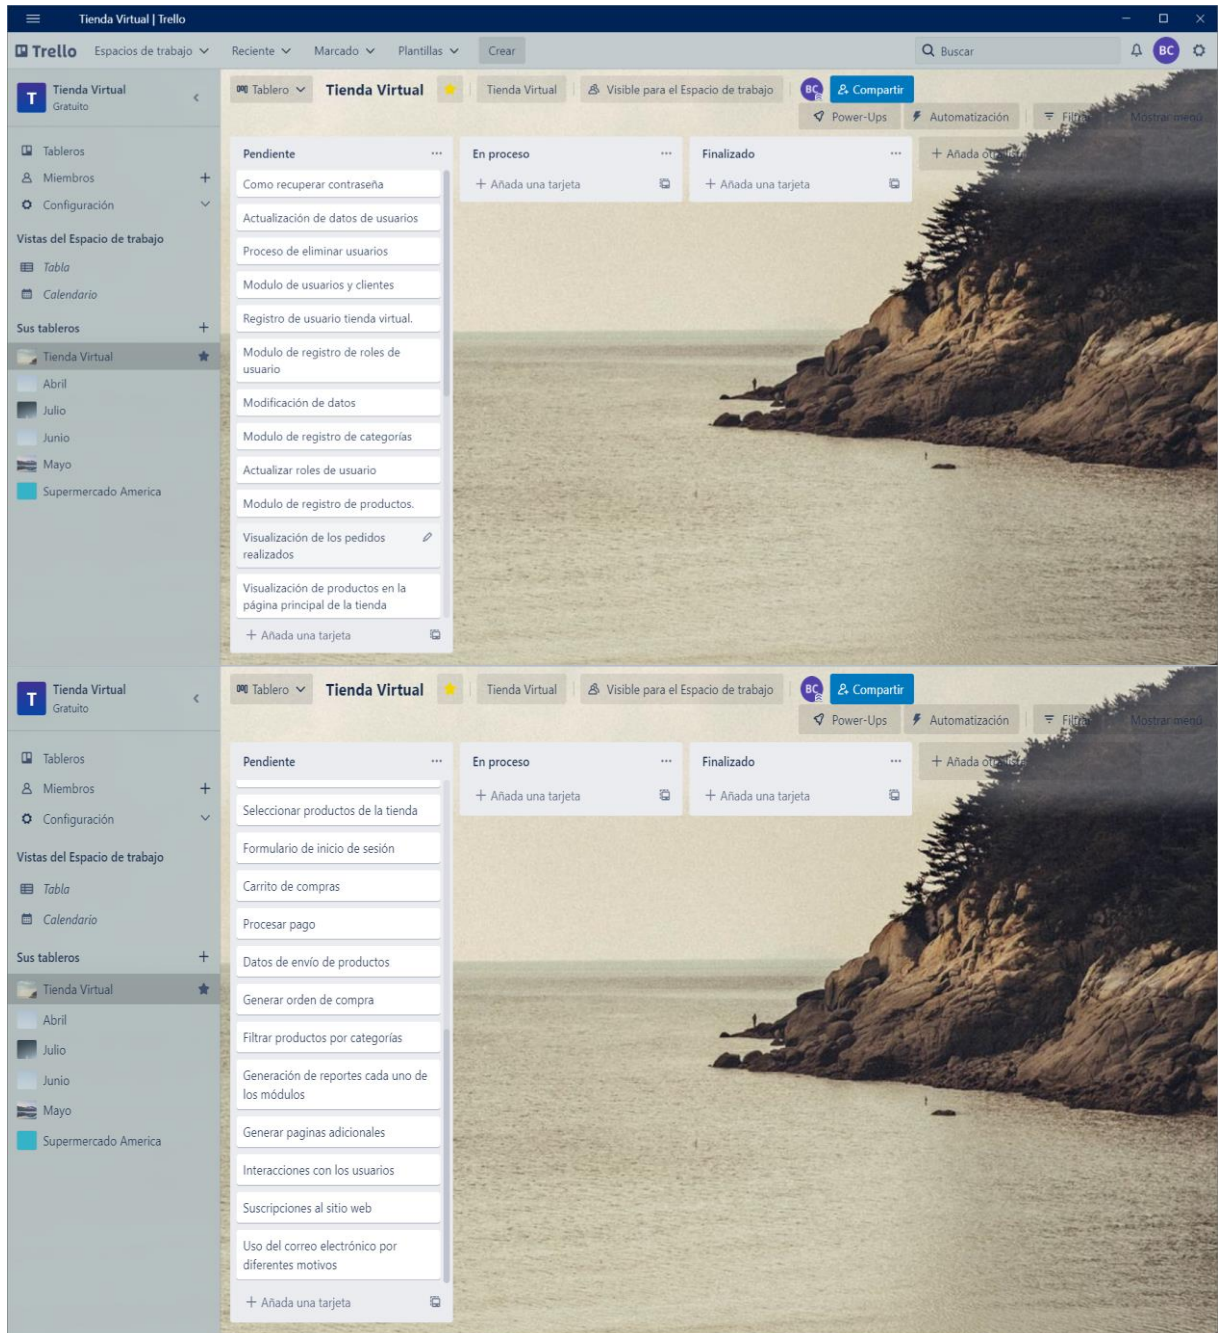 Tienda Virtual | Trello
Trello Espacios de trabajo Reciente Marcado Plantillas Crear Buscar BC
T Tienda Virtual
Gratuito
Tablero Tienda Virtual Tienda Virtual Visible para el Espacio de trabajo BC Compartir
Power-Ups Automatización Mostrar menú
Tableros
Miembros
Configuración
Vistas del Espacio de trabajo
Tabla
Calendario
Sus tableros
Tienda Virtual
Abril
Julio
Junio
Mayo
Supermercado America
Pendiente
Como recuperar contraseña
Actualización de datos de usuarios
Proceso de eliminar usuarios
Modulo de usuarios y clientes
Registro de usuario tienda virtual.
Modulo de registro de roles de
usuario
Modificación de datos
Modulo de registro de categorías
Actualizar roles de usuario
Modulo de registro de productos.
Visualización de los pedidos
realizados
Visualización de productos en la
página principal de la tienda
+ Añada una tarjeta
En proceso
+ Añada una tarjeta
Finalizado
+ Añada una tarjeta
+ Añada
T Tienda Virtual
Gratuito
Tablero Tienda Virtual Tienda Virtual Visible para el Espacio de trabajo BC Compartir
Power-Ups Automatización Mostrar menú
Tableros
Miembros
Configuración
Vistas del Espacio de trabajo
Tabla
Calendario
Sus tableros
Tienda Virtual
Abril
Julio
Junio
Mayo
Supermercado America
Pendiente
Seleccionar productos de la tienda
Formulario de inicio de sesión
Carrito de compras
Procesar pago
Datos de envío de productos
Generar orden de compra
Filtrar productos por categorías
Generación de reportes cada uno de
los módulos
Generar paginas adicionales
Interacciones con los usuarios
Suscripciones al sitio web
Uso del correo electrónico por
diferentes motivos
+ Añada una tarjeta
En proceso
+ Añada una tarjeta
Finalizado
+ Añada una tarjeta
+ Añada